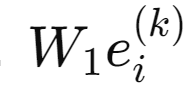 . $W_1 e_i^{(k)}$